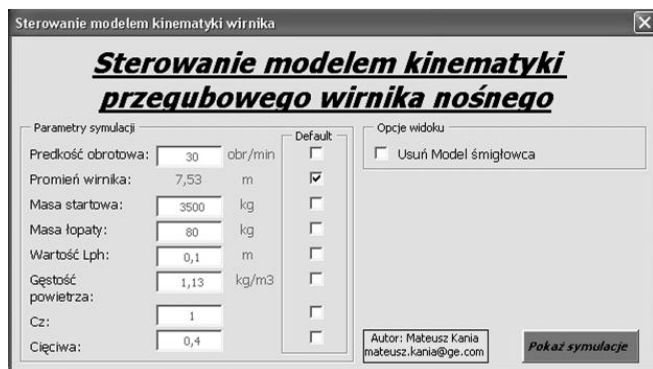 Sterowanie modelem kinematyki wirnika
Sterowanie modelem kinematyki
przegubowego wirnika nośnego
Parametry symulacji
Default
Predkość obrotowa: 30 obr/min
Promień wirnika: 7,53 m
Masa startowa: 3500 kg
Masa łopaty: 80 kg
Wartość Lph: 0,1 m
Gęstość powietrza: 1,13 kg/m3
Cz: 1
Cięciwa: 0,4
Opcje widoku
Usuń Model śmigłowca
Autor: Mateusz Kania
mateusz.kania@ge.com
Pokaż symulacje